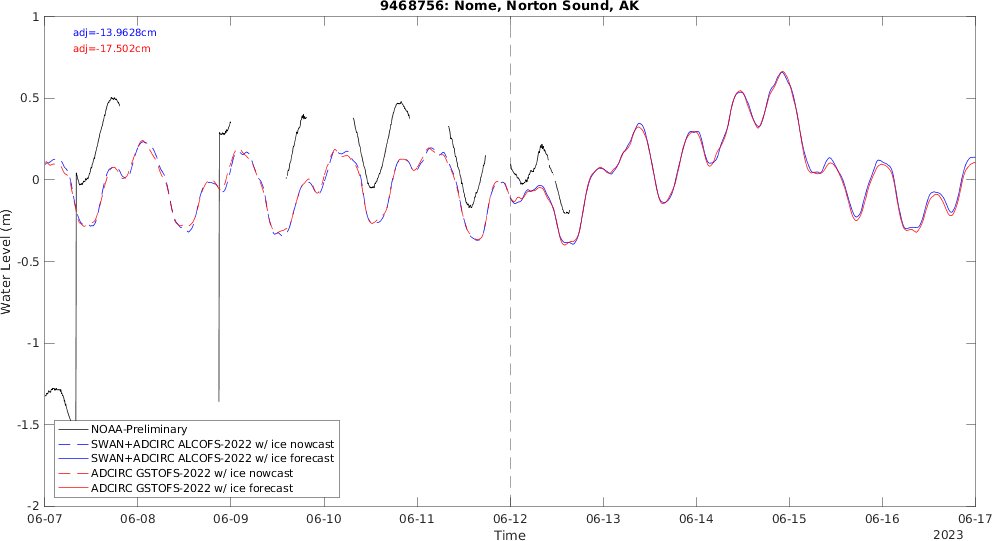 9468756: Nome, Norton Sound, AK
adj=-13.9628cm
adj=-17.502cm
1
0.5
0
-0.5
-1
-1.5
-2
Water Level (m)
NOAA-Preliminary
SWAN+ADCIRC ALCOFS-2022 w/ ice nowcast
SWAN+ADCIRC ALCOFS-2022 w/ ice forecast
ADCIRC GSTOFS-2022 w/ ice nowcast
ADCIRC GSTOFS-2022 w/ ice forecast
06-07 06-08 06-09 06-10 06-11 06-12 06-13 06-14 06-15 06-16 06-17
Time
2023